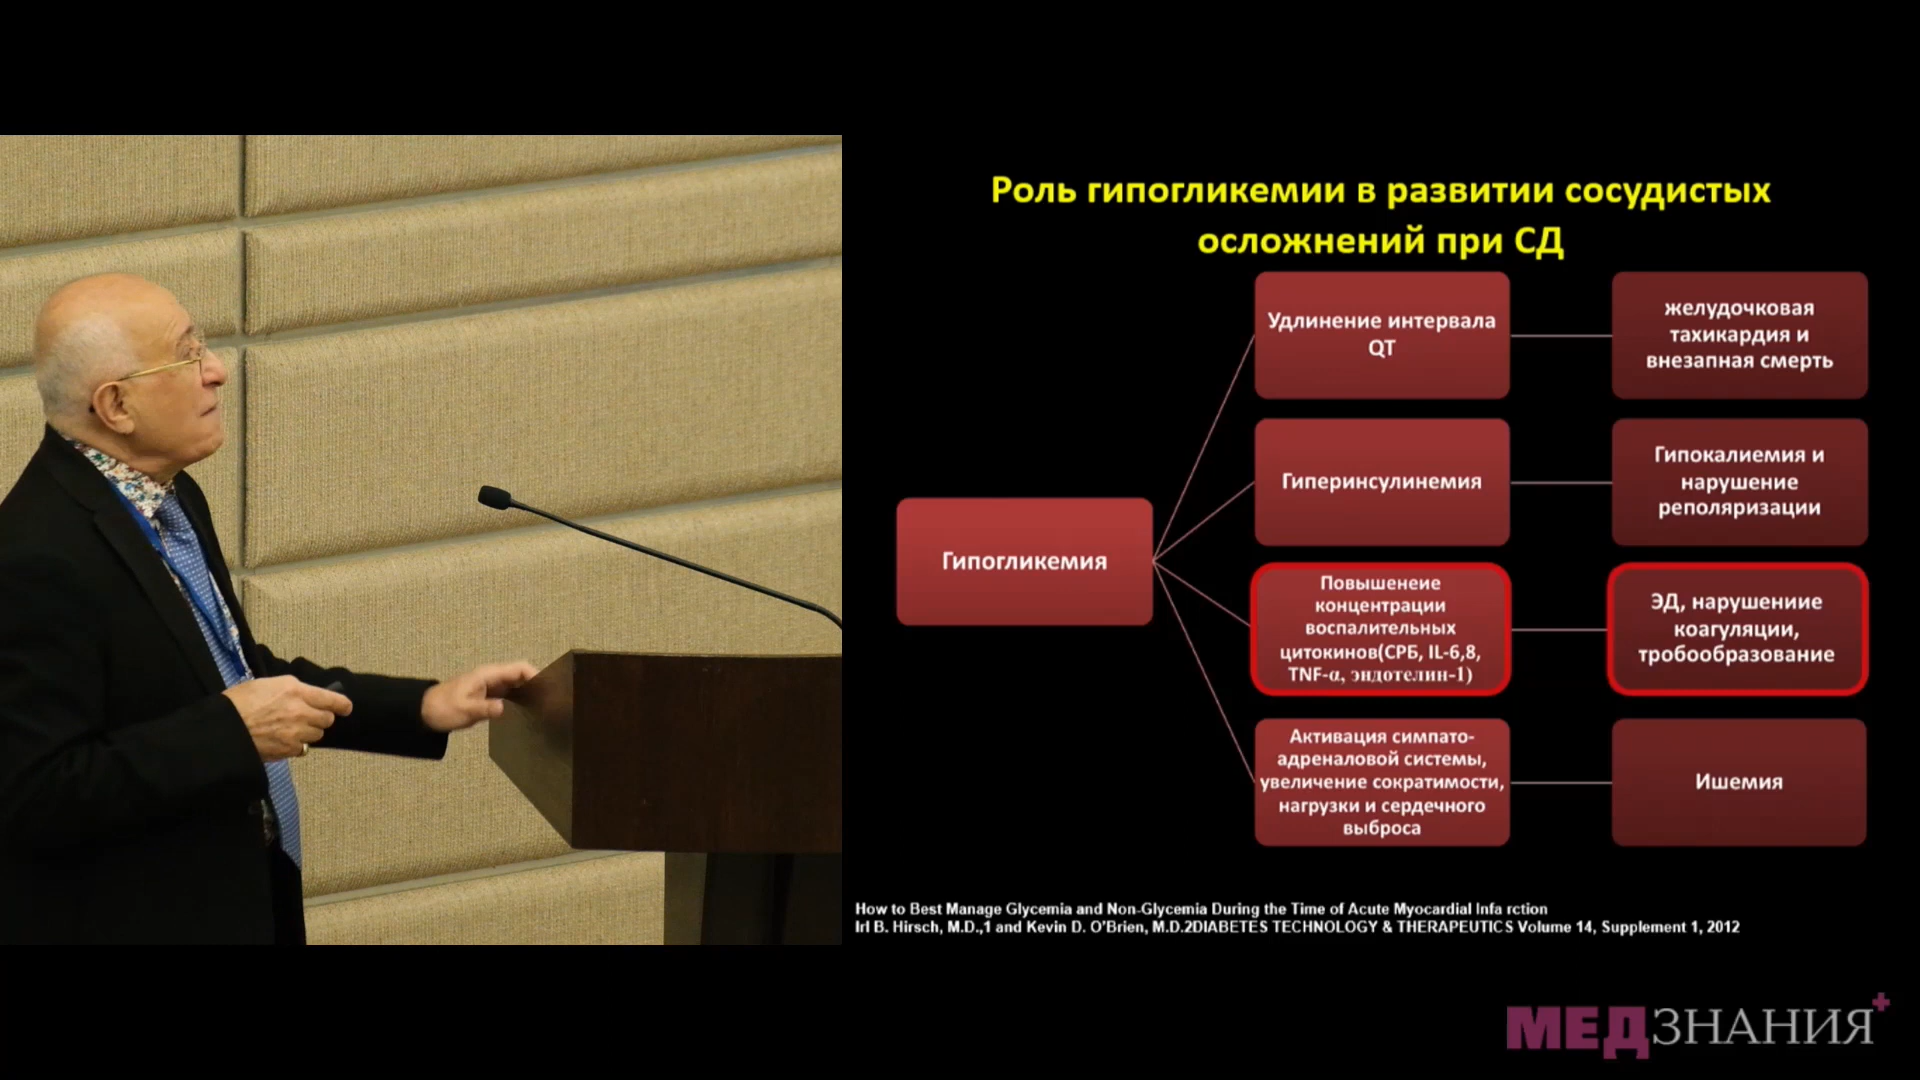 Роль гипогликемии в развитии сосудистых
осложнений при СД
Гипогликемия
Удлинение интервала
QT
желудочковая
тахикардия и
внезапная смерть
Гиперинсулинемия
Гипокалиемия и
нарушение
реполяризации
Повышенеие
концентрации
воспалительных
цитокинов(СРБ, IL-6,8,
TNF-α, эндотелин-1)
ЭД, нарушениие
коагуляции,
тробообразование
Активация симпато-
адреналовой системы,
увеличение сократимости,
нагрузки и сердечного
выброса
Ишемия
How to Best Manage Glycemia and Non-Glycemia During the Time of Acute Myocardial Infa rction
Irl B. Hirsch, M.D.,1 and Kevin D. O'Brien, M.D.2DIABETES TECHNOLOGY & THERAPEUTICS Volume 14, Supplement 1, 2012
МЕДЗНАНИЯ+